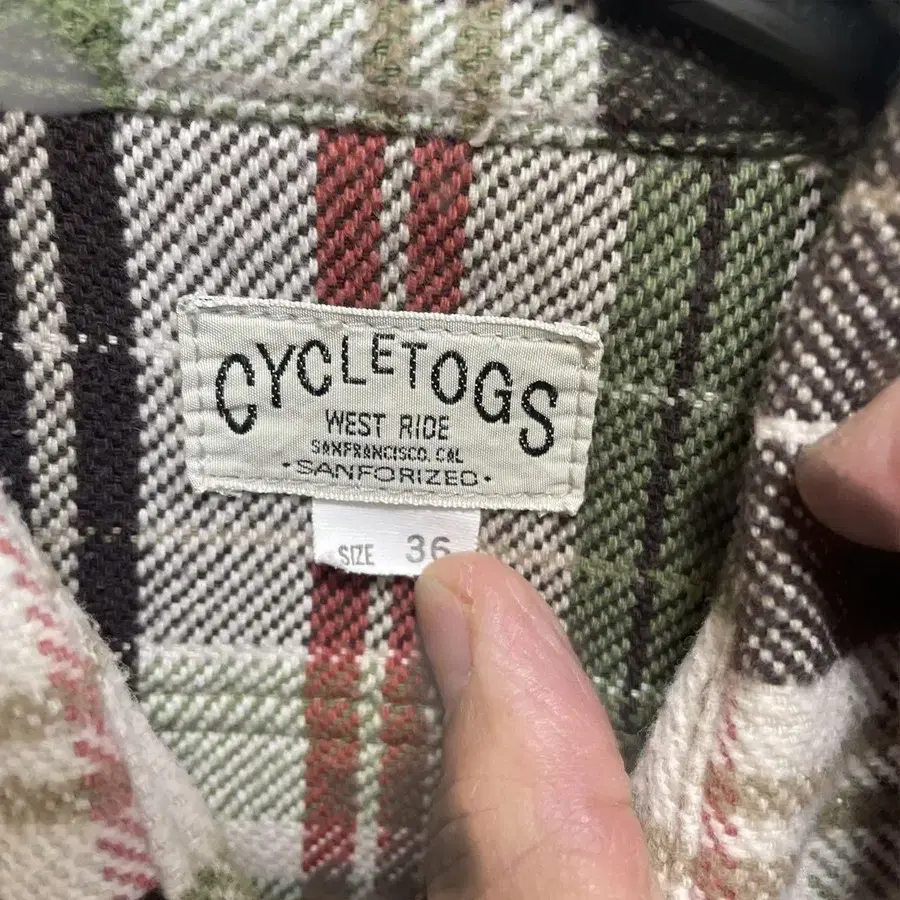 CYCLETOGS
WEST RIDE
SANFRANCISCO. CAL
•SANFORIZED•
SIZE 36